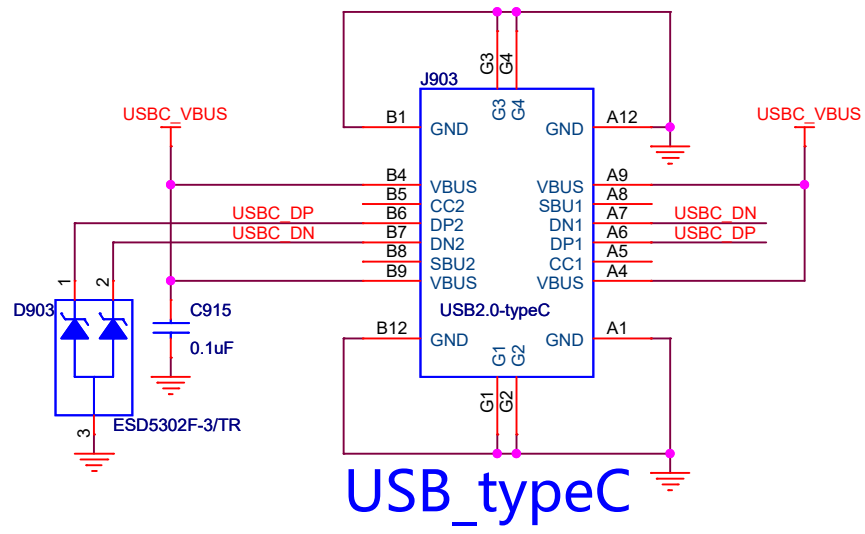 G3
G4
J903
USBC_VBUS
B1
GND
G3
G4
GND
A12
USBC_VBUS
B4
VBUS
VBUS
A9
B5
CC2
SBU1
A8
USBC_DP
B6
DP2
DN1
A7
USBC_DN
USBC_DN
B7
DN2
DP1
A6
USBC_DP
B8
SBU2
CC1
A5
1
2
B9
VBUS
VBUS
A4
D903
C915
USB2.0-typeC
B12
GND
GND
A1
0.1uF
G1
G2
G1
G2
ESD5302F-3/TR
3
USB_typeC